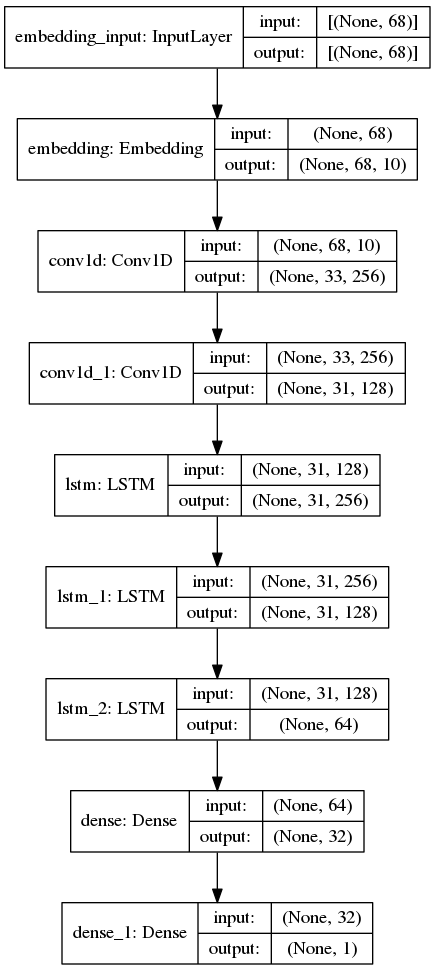 embedding_input: InputLayer
input: [(None, 68)]
output: [(None, 68)]
embedding: Embedding
input: (None, 68)
output: (None, 68, 10)
conv1d: Conv1D
input: (None, 68, 10)
output: (None, 33, 256)
conv1d_1: Conv1D
input: (None, 33, 256)
output: (None, 31, 128)
lstm: LSTM
input: (None, 31, 128)
output: (None, 31, 256)
lstm_1: LSTM
input: (None, 31, 256)
output: (None, 31, 128)
lstm_2: LSTM
input: (None, 31, 128)
output: (None, 64)
dense: Dense
input: (None, 64)
output: (None, 32)
dense_1: Dense
input: (None, 32)
output: (None, 1)